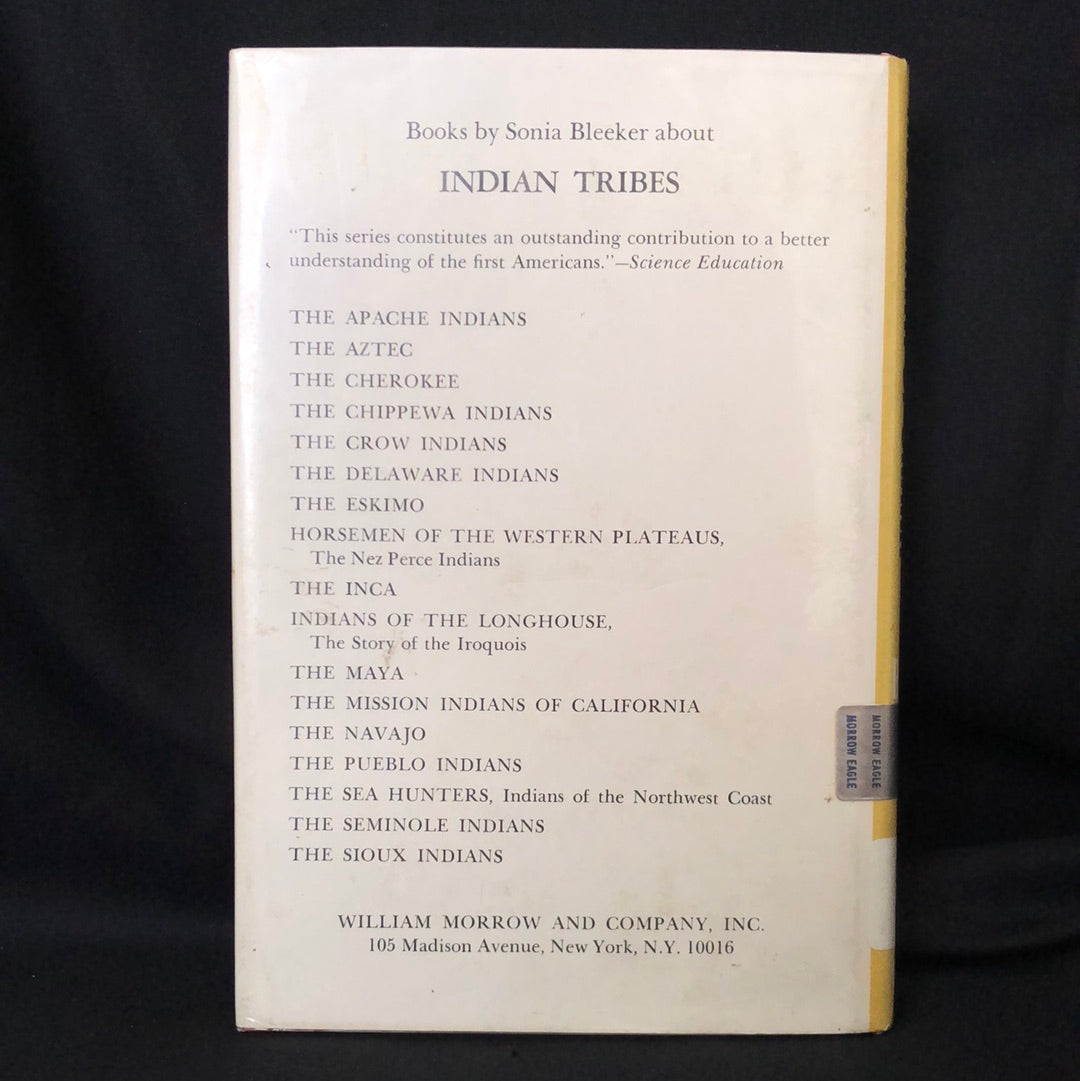 Books by Sonia Bleeker about
INDIAN TRIBES
“This series constitutes an outstanding contribution to a better
understanding of the first Americans.”—Science Education
THE APACHE INDIANS
THE AZTEC
THE CHEROKEE
THE CHIPPEWA INDIANS
THE CROW INDIANS
THE DELAWARE INDIANS
THE ESKIMO
HORSEMEN OF THE WESTERN PLATEAUS,
The Nez Perce Indians
THE INCA
INDIANS OF THE LONGHOUSE,
The Story of the Iroquois
THE MAYA
THE MISSION INDIANS OF CALIFORNIA
THE NAVAJO
THE PUEBLO INDIANS
THE SEA HUNTERS, Indians of the Northwest Coast
THE SEMINOLE INDIANS
THE SIOUX INDIANS
WILLIAM MORROW AND COMPANY, INC.
105 Madison Avenue, New York, N.Y. 10016
MORROW EAGLE
MORROW EAGLE